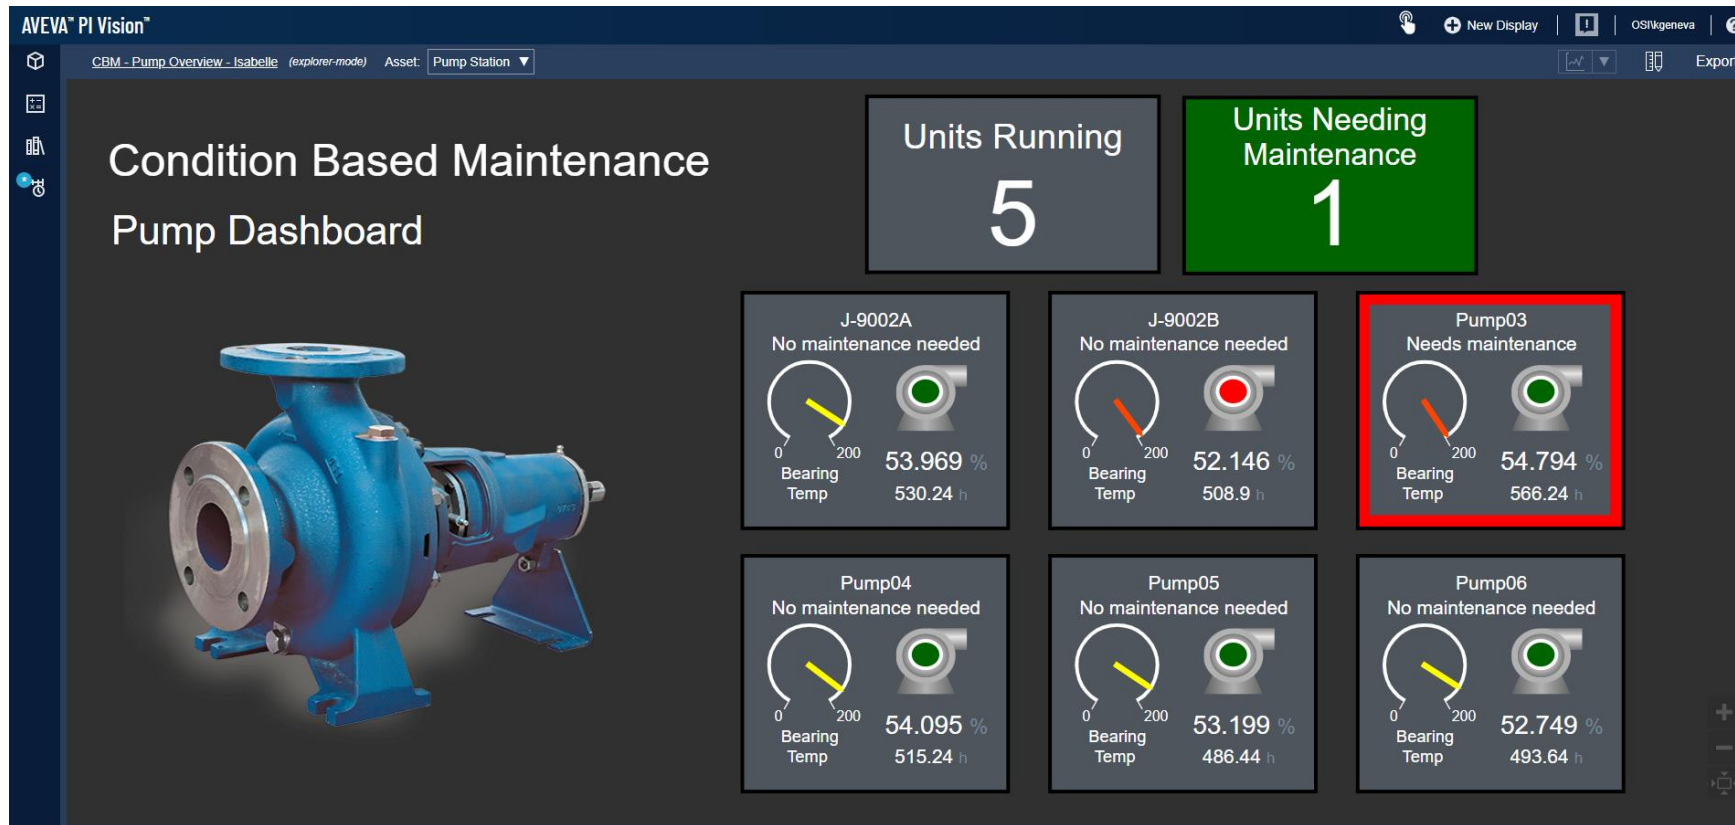 AVEVA™ PI Vision™
New Display
OSI\kgeneva
CBM - Pump Overview - Isabelle (explorer-mode) Asset: Pump Station
Export
Condition Based Maintenance
Pump Dashboard
Units Running
5
Units Needing
Maintenance
1
J-9002A
No maintenance needed
0 200
Bearing
Temp
53.969 %
530.24 h
J-9002B
No maintenance needed
0 200
Bearing
Temp
52.146 %
508.9 h
Pump03
Needs maintenance
0 200
Bearing
Temp
54.794 %
566.24 h
Pump04
No maintenance needed
0 200
Bearing
Temp
54.095 %
515.24 h
Pump05
No maintenance needed
0 200
Bearing
Temp
53.199 %
486.44 h
Pump06
No maintenance needed
0 200
Bearing
Temp
52.749 %
493.64 h